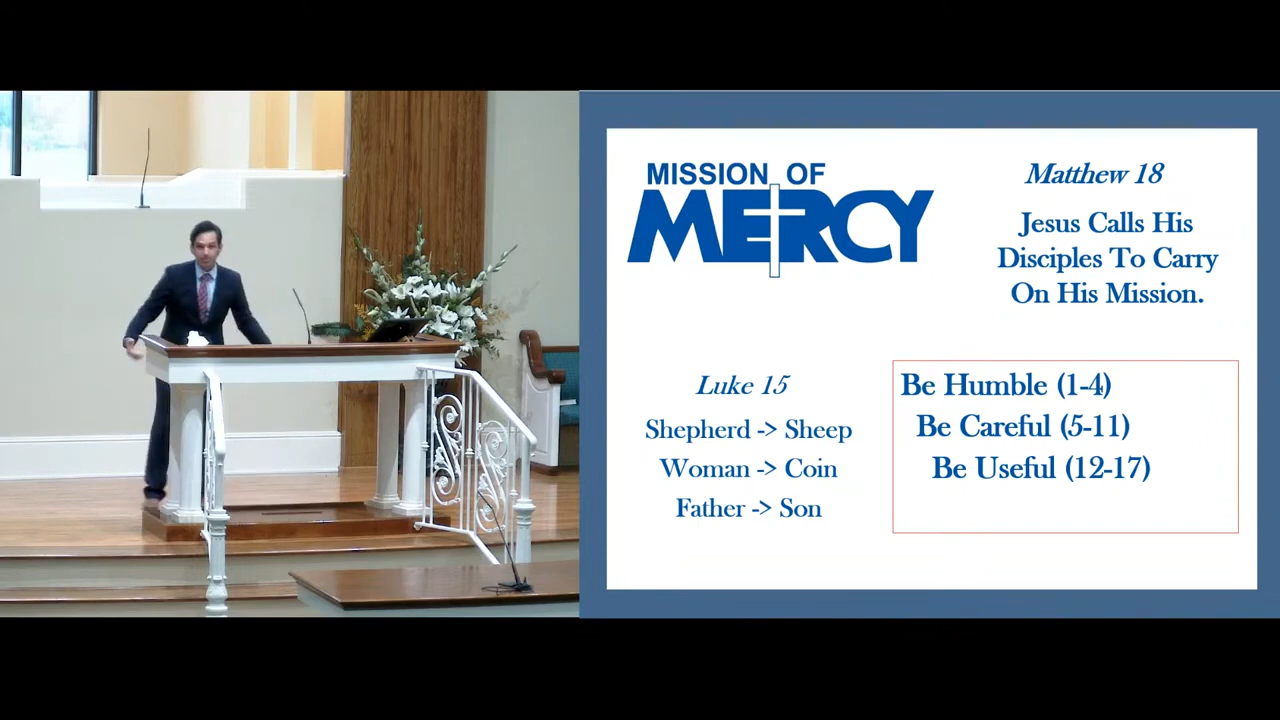 MISSION OF
MERCY
Matthew 18
Jesus Calls His
Disciples To Carry
On His Mission.
Luke 15
Shepherd -> Sheep
Woman -> Coin
Father -> Son
Be Humble (1-4)
Be Careful (5-11)
Be Useful (12-17)